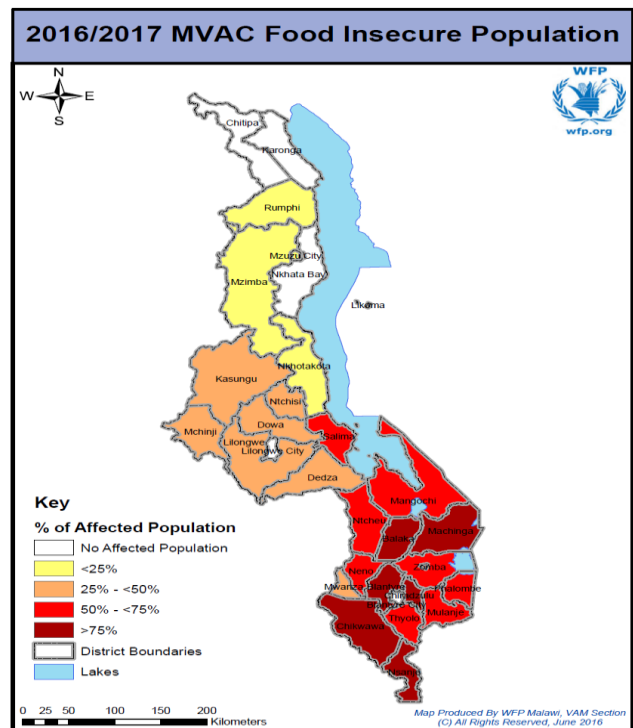 2016/2017 MVAC Food Insecure Population
N
W E
S
WFP
wfp.org
Chitipa
Karonga
Rumphi
Mzuzu City
Nkhata Bay
Mzimba
Likoma
Nkhotakota
Kasungu
Ntchisi
Mchinji
Dowa
Lilongwe
Lilongwe City
Salima
Dedza
Mangochi
Ntcheu
Balaka
Machinga
Neno
Zomba
Mwanza
Blantyre
Chiradzulu
Phalombe
Blantyre City
Thyolo
Mulanje
Chikwawa
Nsanje
Key
% of Affected Population
No Affected Population
<25%
25% - <50%
50% - <75%
>75%
District Boundaries
Lakes
0 25 50 100 150 200
Kilometers
Map Produced By WFP Malawi, VAM Section
(C) All Rights Reserved, June 2016